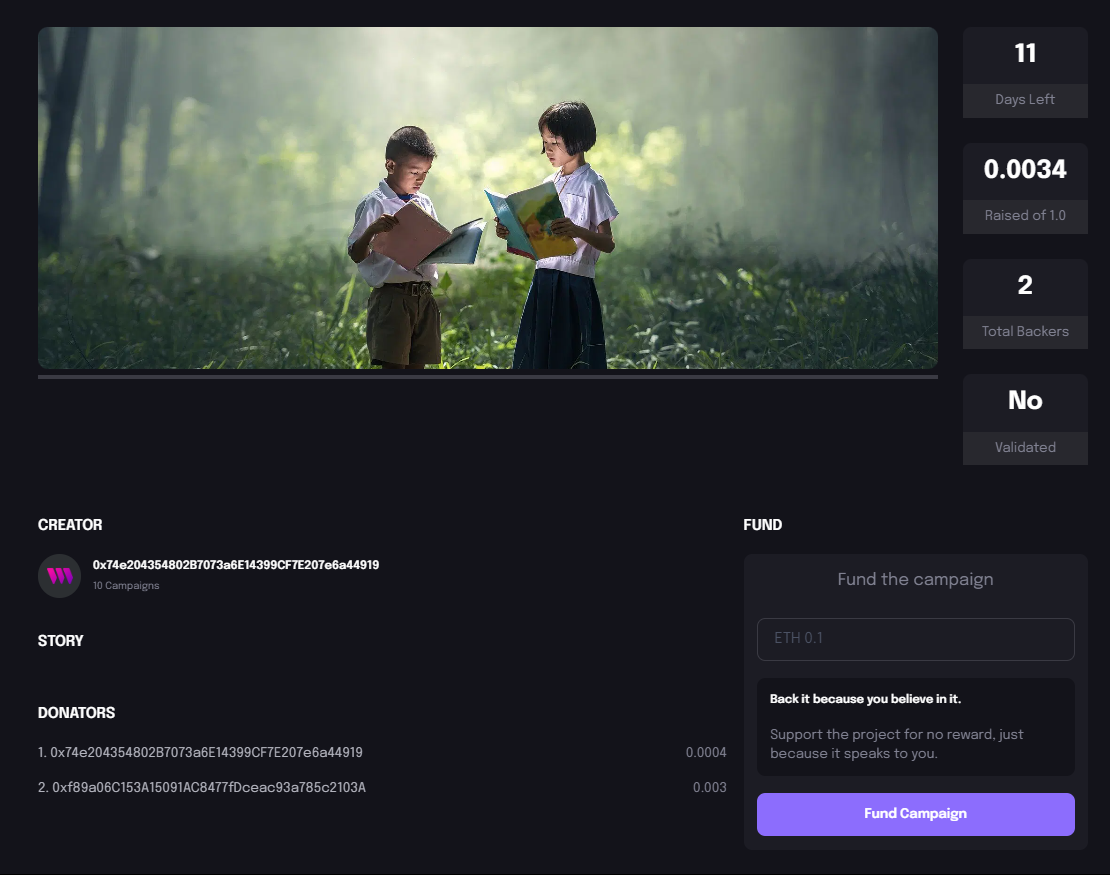 11
Days Left
0.0034
Raised of 1.0
2
Total Backers
No
Validated
CREATOR
0x74e204354802B7073a6E14399CF7E207e6a44919
10 Campaigns
STORY
DONATORS
1. 0x74e204354802B7073a6E14399CF7E207e6a44919
0.0004
2. 0xf89a06C153A15091AC8477fDceac93a785c2103A
0.003
FUND
Fund the campaign
ETH 0.1
Back it because you believe in it.
Support the project for no reward, just
because it speaks to you.
Fund Campaign